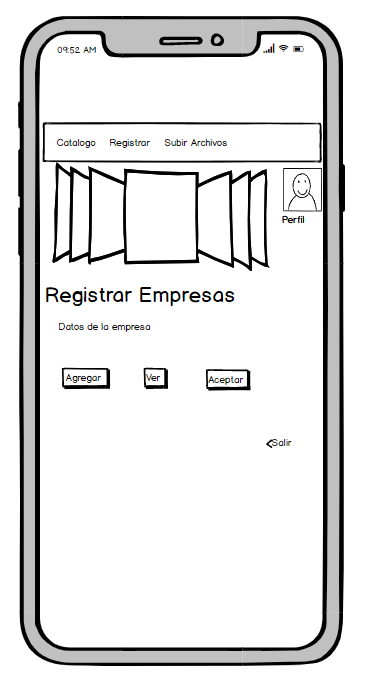 09:52 AM
Catalogo Registrar Subir Archivos
Perfil
Registrar Empresas
Datos de la empresa
Agregar Ver Aceptar
<Salir